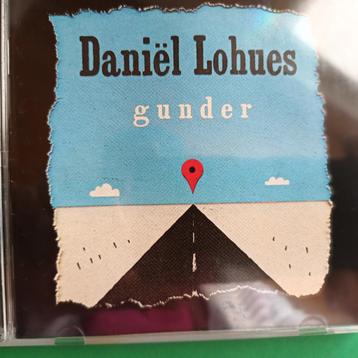 Daniël Lohues
gunder